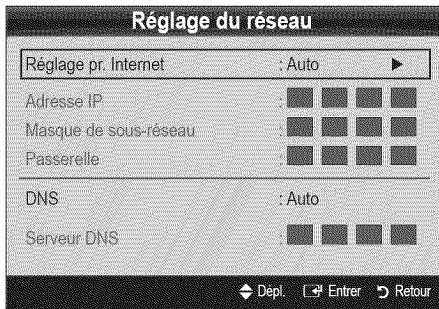 Réglage du réseau
Réglage pr. Internet : Auto ►
Adresse IP :
Masque de sous-réseau :
Passerelle :
DNS : Auto
Serveur DNS :
Dépl. Entrer Retour